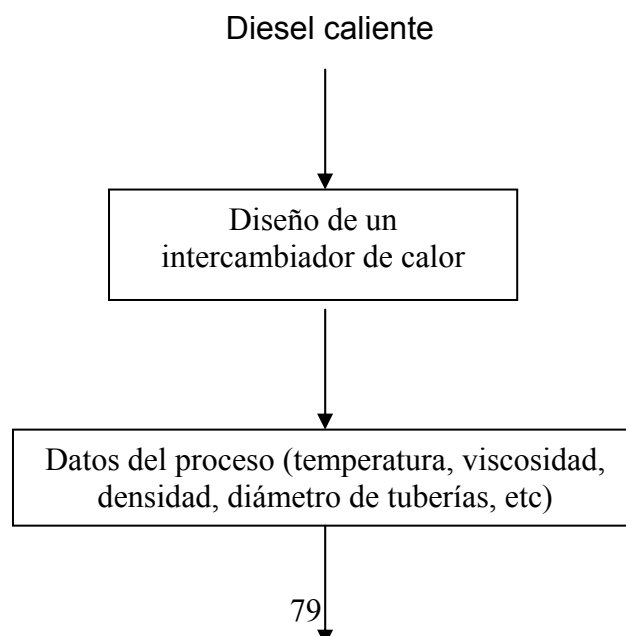 Diesel caliente
Diseño de un
intercambiador de calor
Datos del proceso (temperatura, viscosidad,
densidad, diámetro de tuberías, etc)
79